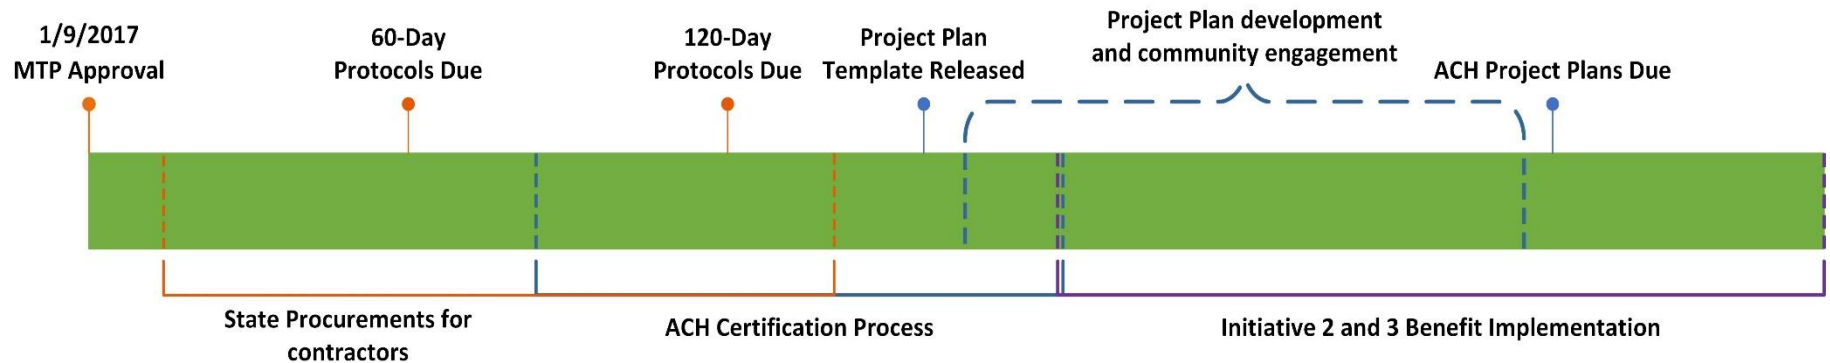 1/9/2017
MTP Approval
60-Day
Protocols Due
120-Day
Protocols Due
Project Plan
Template Released
Project Plan development
and community engagement
ACH Project Plans Due
State Procurements for
contractors
ACH Certification Process
Initiative 2 and 3 Benefit Implementation